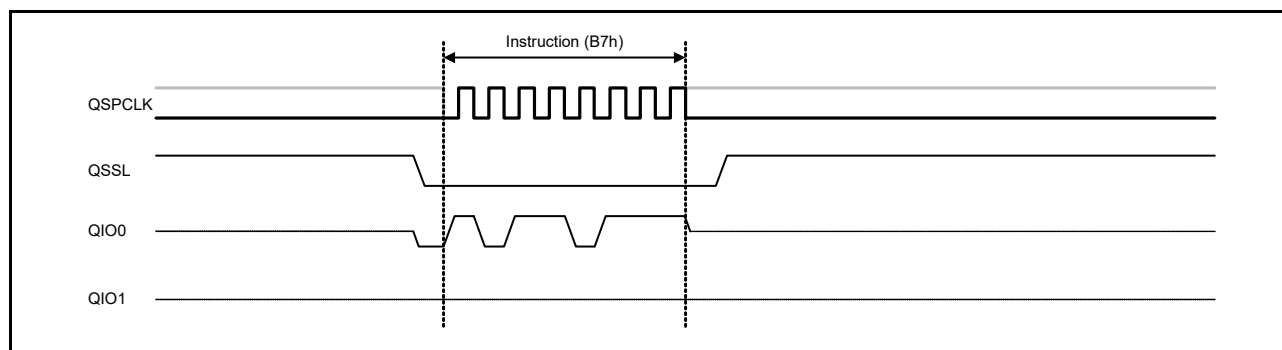 Instruction (B7h)
QSPCLK
QSSL
QIO0
QIO1